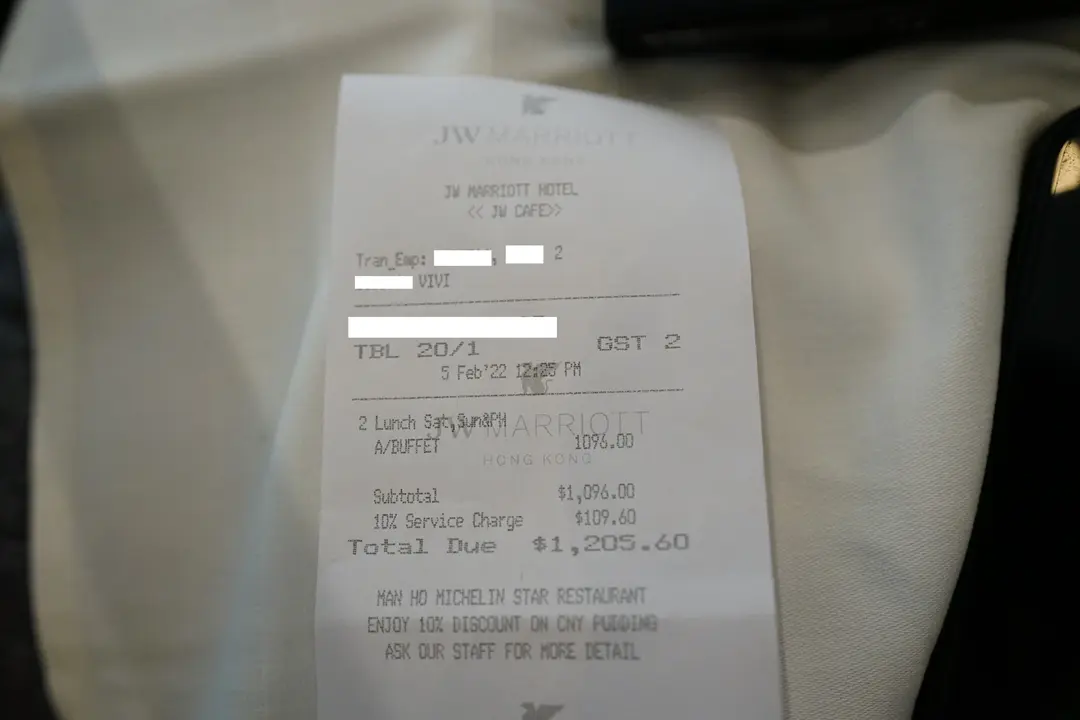 JW MARRIOTT
HONG KONG
JW MARRIOTT HOTEL
<< JW CAFE>>
Tran_Emp: , 2
VIVI
TBL 20/1 GST 2
5 Feb'22 12:25 PM
2 Lunch Sat,Sun&PH
JW MARRIOTT
A/BUFFET 1096.00
HONG KONG
Subtotal $1,096.00
10% Service Charge $109.60
Total Due $1,205.60
MAN HO MICHELIN STAR RESTAURANT
ENJOY 10% DISCOUNT ON CNY PUDDING
ASK OUR STAFF FOR MORE DETAIL